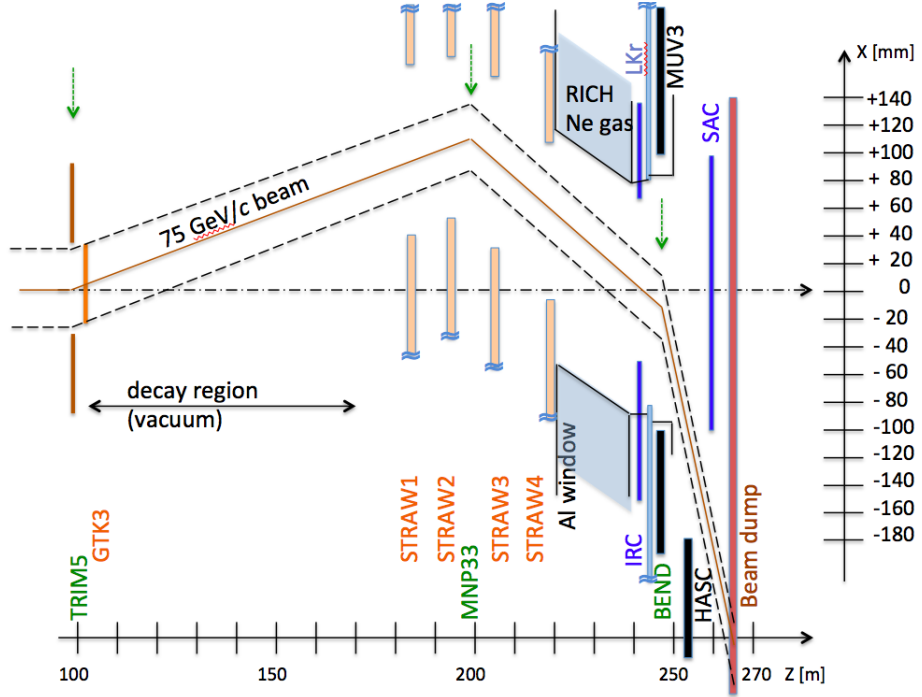 LKr
MUV3
X [mm]
RICH
Ne gas
SAC
+140
+120
+100
+ 80
+ 60
+ 40
+ 20
0
- 20
- 40
- 60
- 80
-100
-120
-140
-160
-180
75 GeV/c beam
decay region
(vacuum)
TRIM5
GTK3
STRAW1
STRAW2
MNP33
STRAW3
STRAW4
Al window
IRC
BEND
HASC
Beam dump
100
150
200
250
270
Z [m]